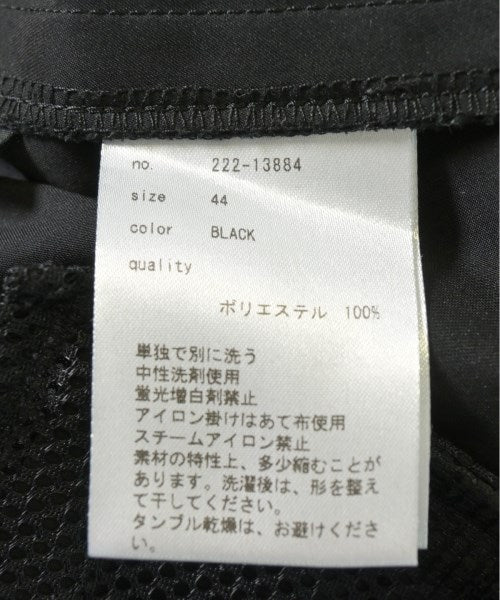 no. 222-13884
size 44
color BLACK
quality
ポリエステル 100%
単独で別に洗う
中性洗剤使用
蛍光増白剤禁止
アイロン掛けはあて布使用
スチームアイロン禁止
素材の特性上、多少縮むことが
あります。洗濯後は、形を整え
て干してください。
タンブル乾燥は、お避けくださ
い。